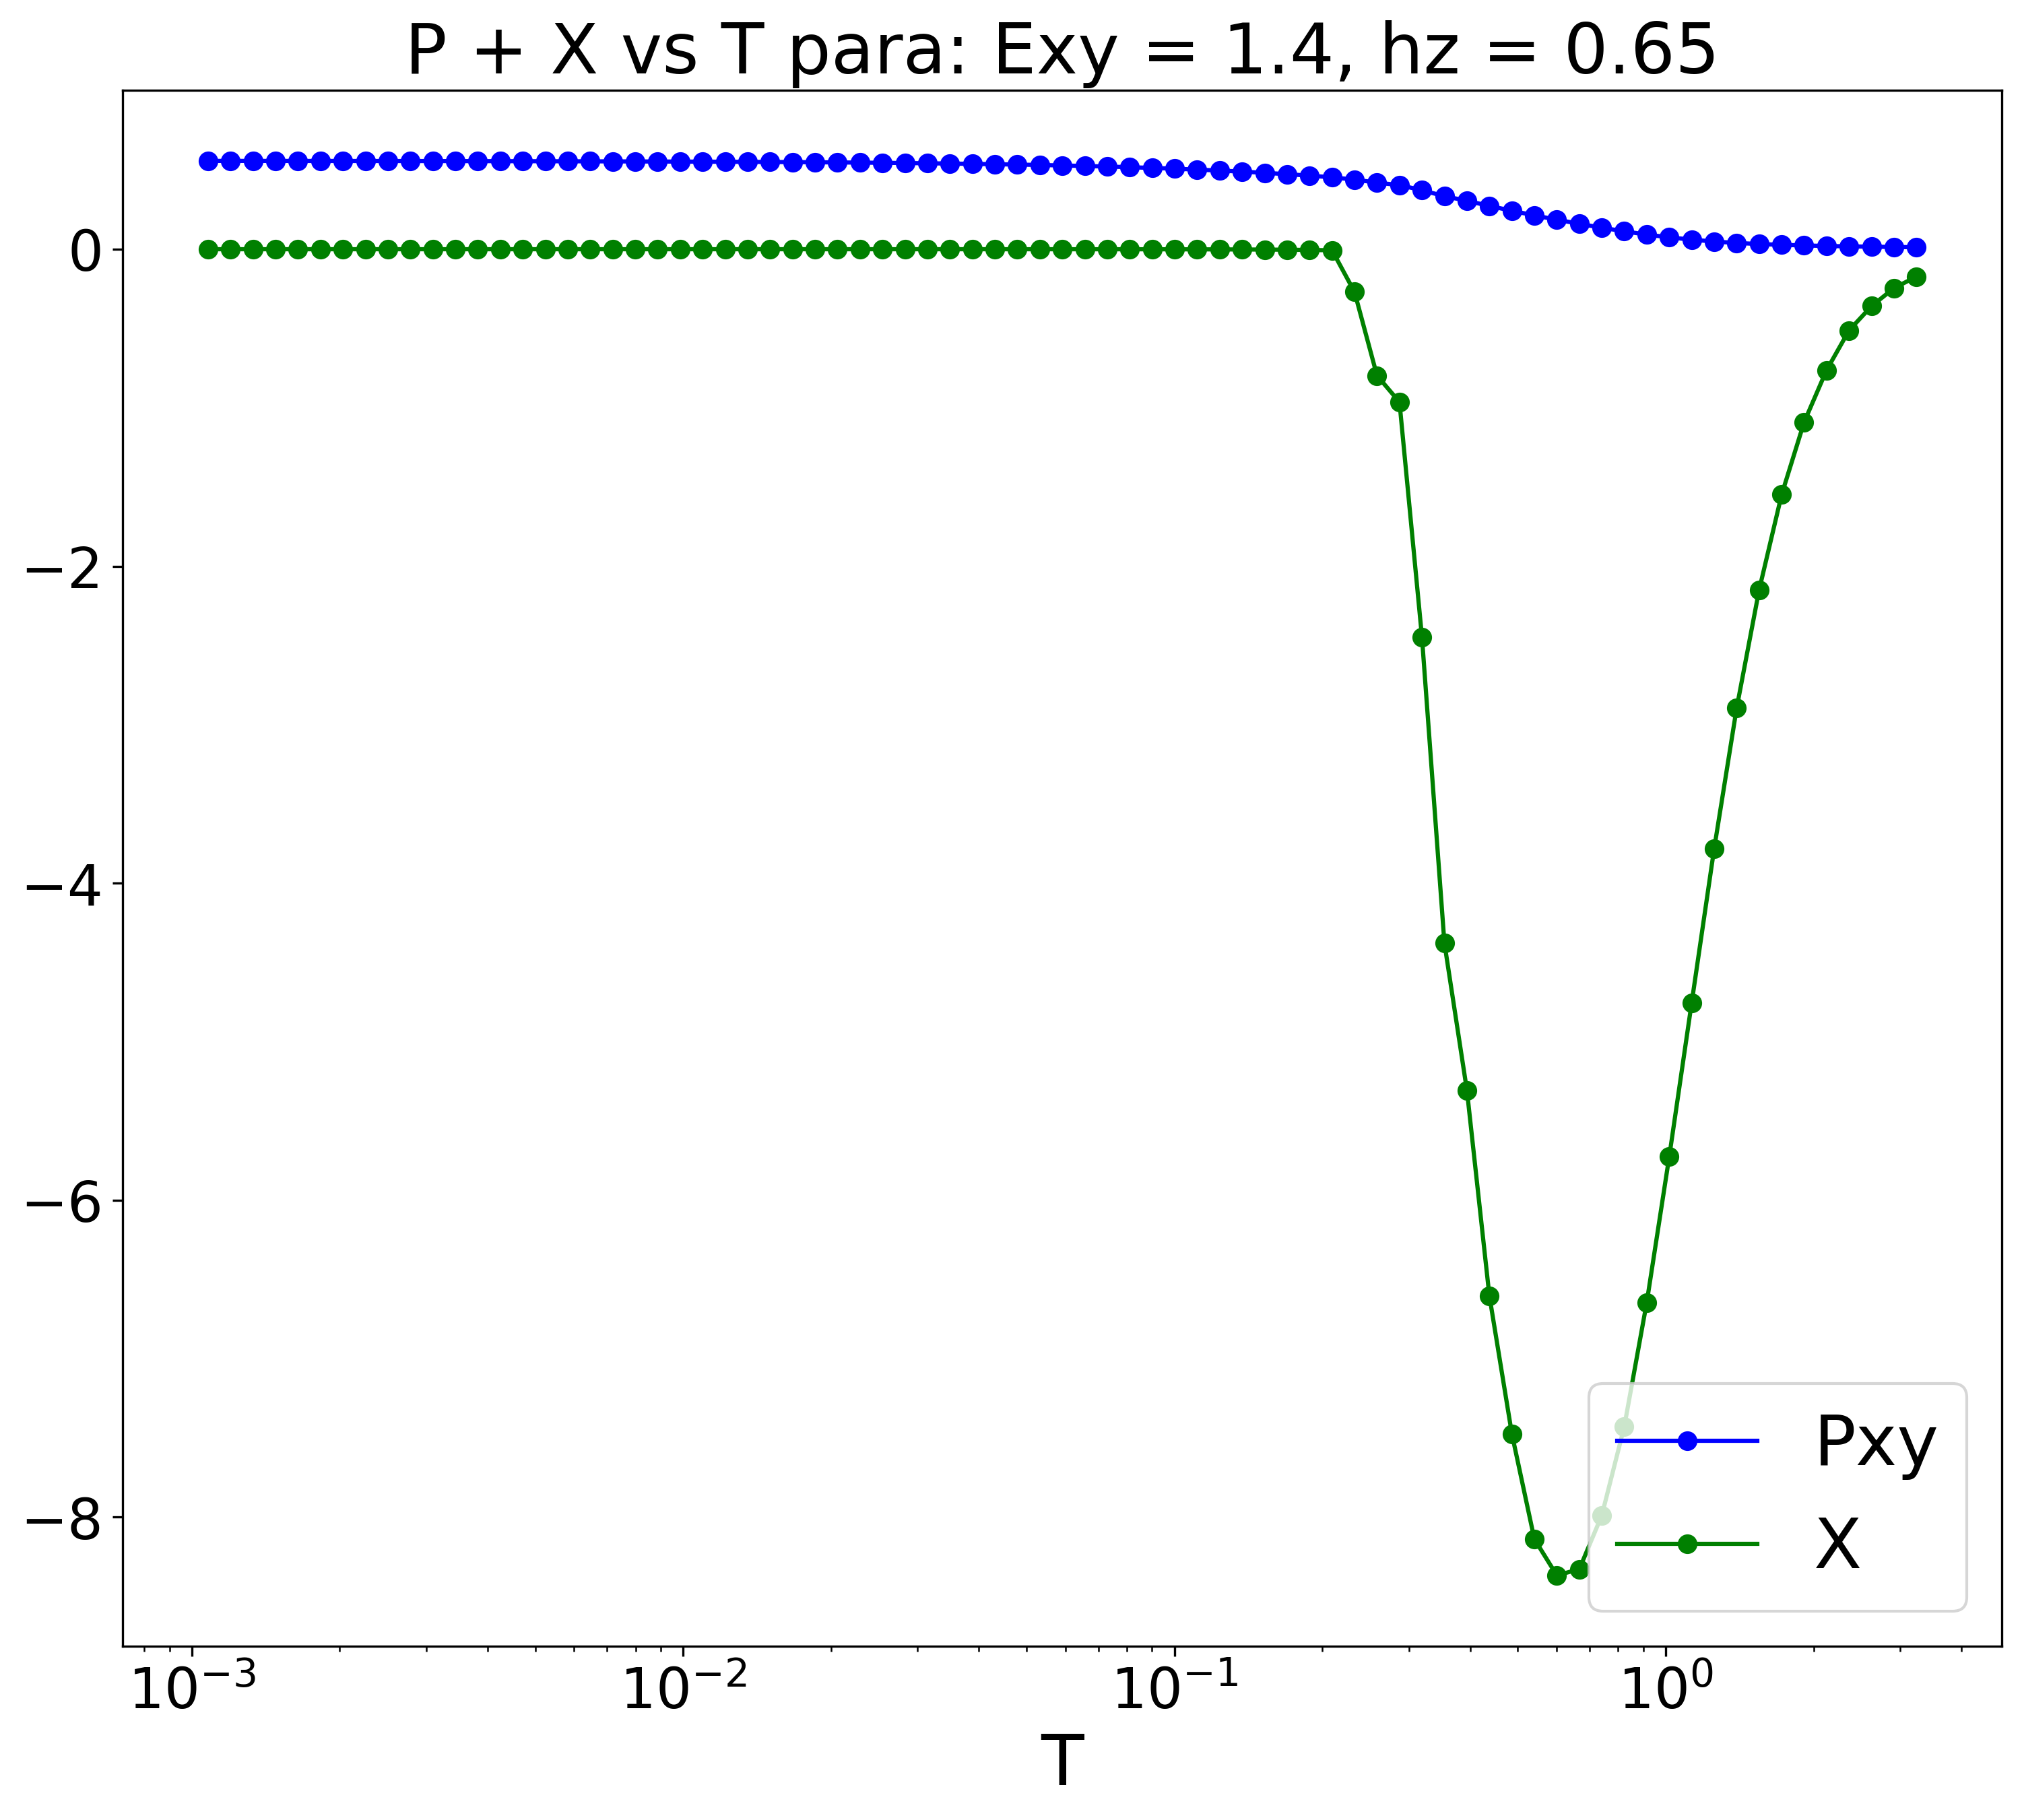 P + X vs T para: Exy = 1.4, hz = 0.65
0
−2
−4
−6
−8
Pxy
X
10⁻³ 10⁻² 10⁻¹ 10⁰
T